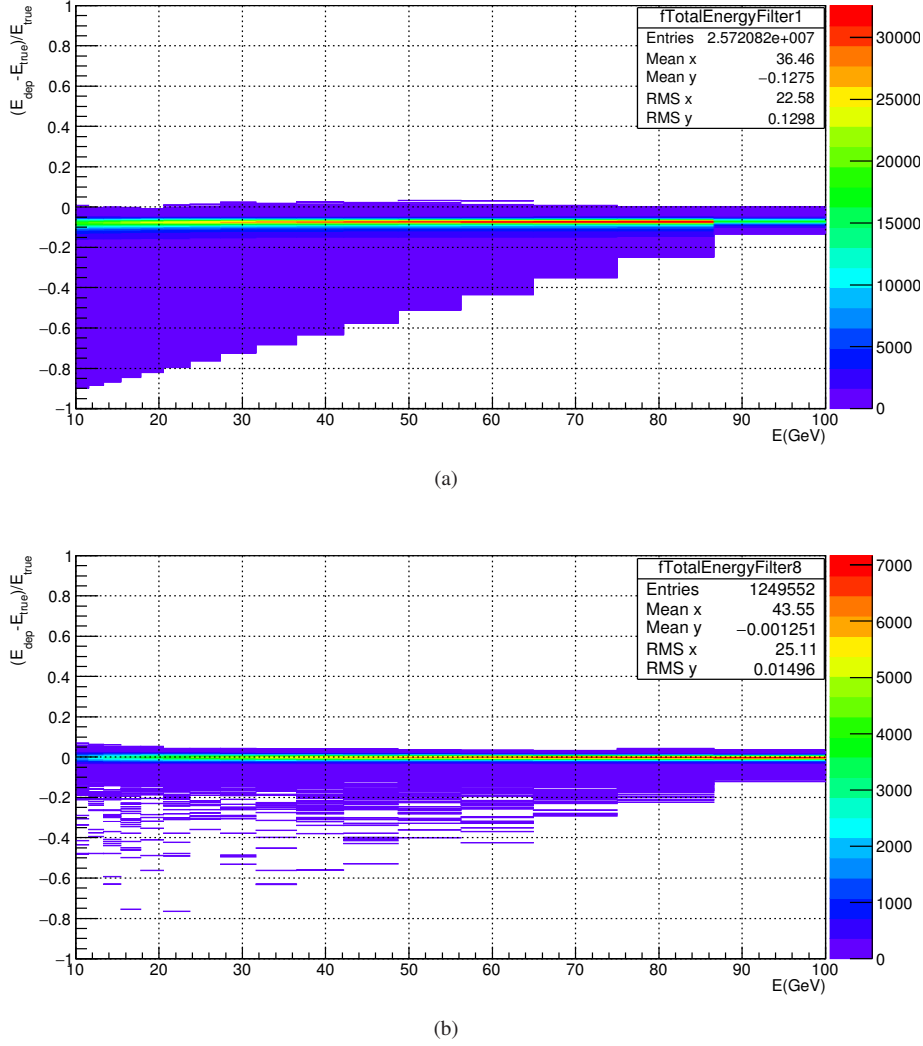 (E_dep-E_true)/E_true
1
0.8
0.6
0.4
0.2
0
−0.2
−0.4
−0.6
−0.8
−1
fTotalEnergyFilter1
Entries 2.572082e+007
Mean x 36.46
Mean y −0.1275
RMS x 22.58
RMS y 0.1298
30000
25000
20000
15000
10000
5000
0
10 20 30 40 50 60 70 80 90 100
E(GeV)
(a)
(E_dep-E_true)/E_true
1
0.8
0.6
0.4
0.2
0
−0.2
−0.4
−0.6
−0.8
−1
fTotalEnergyFilter8
Entries 1249552
Mean x 43.55
Mean y −0.001251
RMS x 25.11
RMS y 0.01496
7000
6000
5000
4000
3000
2000
1000
0
10 20 30 40 50 60 70 80 90 100
E(GeV)
(b)